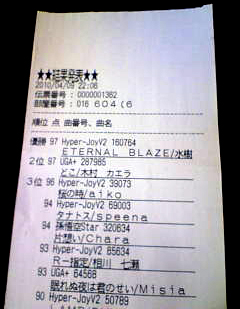 ★★結果発表★★
2010/04/09 22:06
伝票番号 : 0000001362
部屋番号 : 016 604(6
順位 点 曲番号、曲名
優勝 97 Hyper-JoyV2 160764
ETERNAL BLAZE/水樹
2位 97 UGA+ 287985
どこ/木村 カエラ
3位 96 Hyper-JoyV2 39073
桜の時/aiko
94 Hyper-JoyV2 69003
タナトス/speena
94 孫悟空Star 320634
片想い/Chara
93 Hyper-JoyV2 65634
R－指定/相川 七瀬
93 UGA+ 64568
眠れぬ夜は君のせい/Misia
90 Hyper-JoyV2 50789